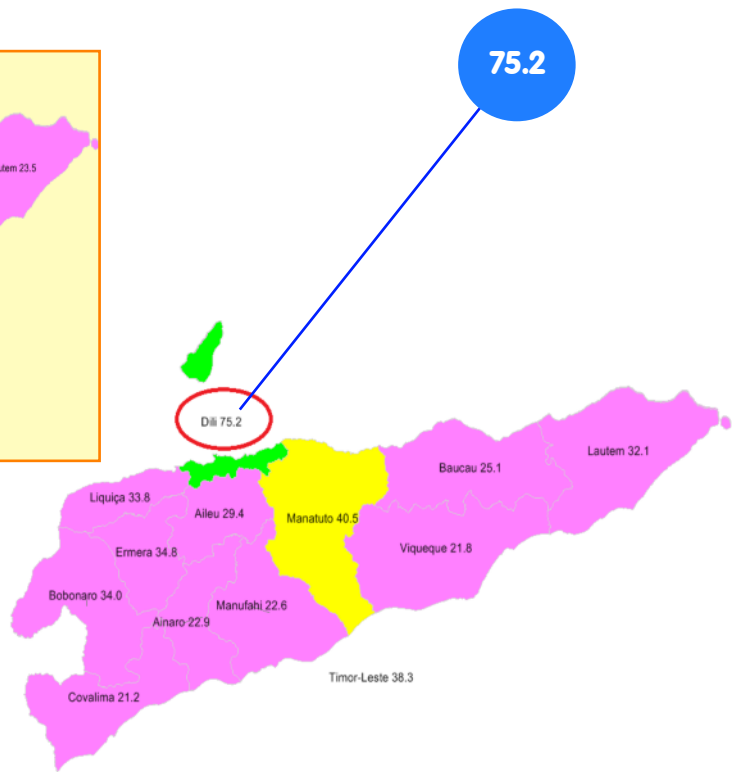 75.2
23.5
Dili 75.2
Lautem 32.1
Baucau 25.1
Liquiça 33.8
Aileu 29.4
Manatuto 40.5
Viqueque 21.8
Ermera 34.8
Bobonaro 34.0
Manufahi 22.6
Ainaro 22.9
Timor-Leste 38.3
Covalima 21.2